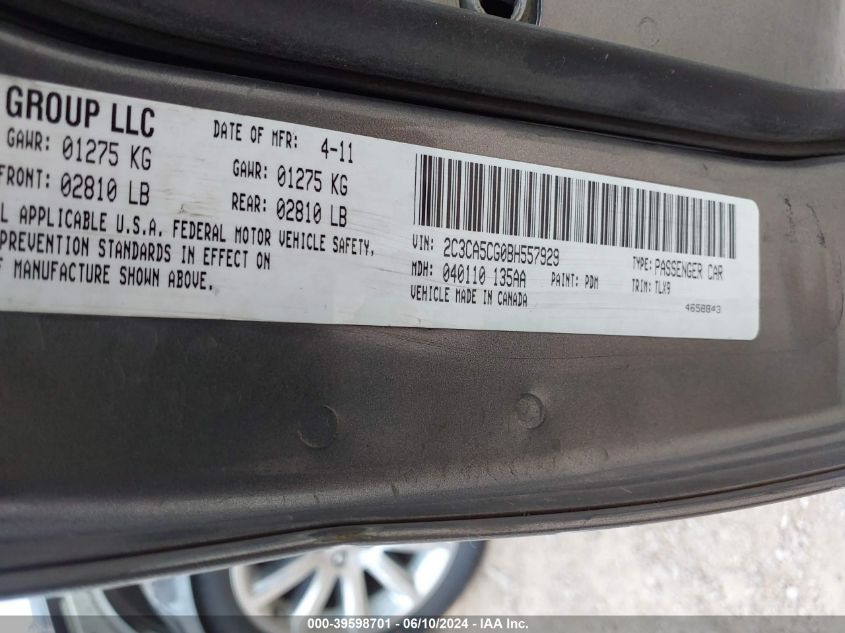 GROUP LLC
DATE OF MFR: 4-11
GAWR: 01275 KG GAWR: 01275 KG
FRONT: 02810 LB REAR: 02810 LB
L APPLICABLE U.S.A. FEDERAL MOTOR VEHICLE SAFETY,
PREVENTION STANDARDS IN EFFECT ON
F MANUFACTURE SHOWN ABOVE.
VIN: 2C3CA5CG0BH557929 TYPE: PASSENGER CAR
MDH: 040110 135AA PAINT: PDM TRIM: TLX9
VEHICLE MADE IN CANADA
4658843
000-39598701 - 06/10/2024 - IAA Inc.